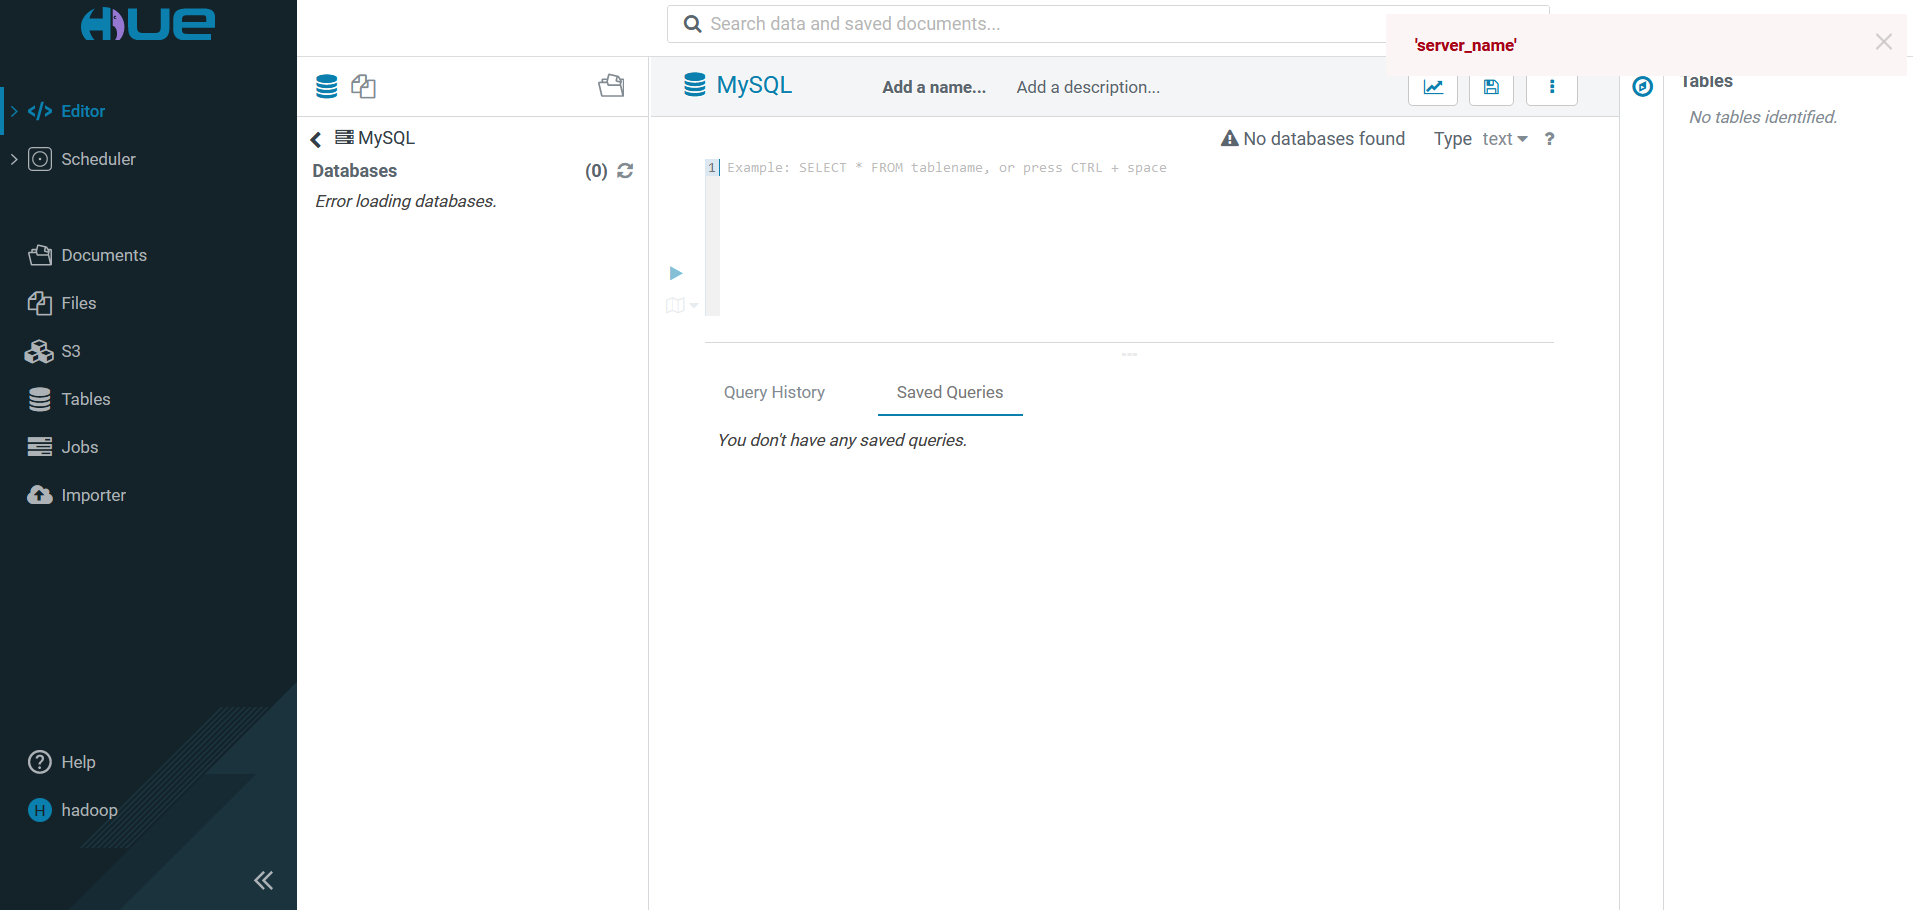 HUE
Search data and saved documents...
'server_name'
Editor
Scheduler
Documents
Files
S3
Tables
Jobs
Importer
Help
H hadoop
MySQL
Databases (0)
Error loading databases.
MySQL Add a name... Add a description...
No databases found Type text ?
1 Example: SELECT * FROM tablename, or press CTRL + space
Query History Saved Queries
You don't have any saved queries.
Tables
No tables identified.